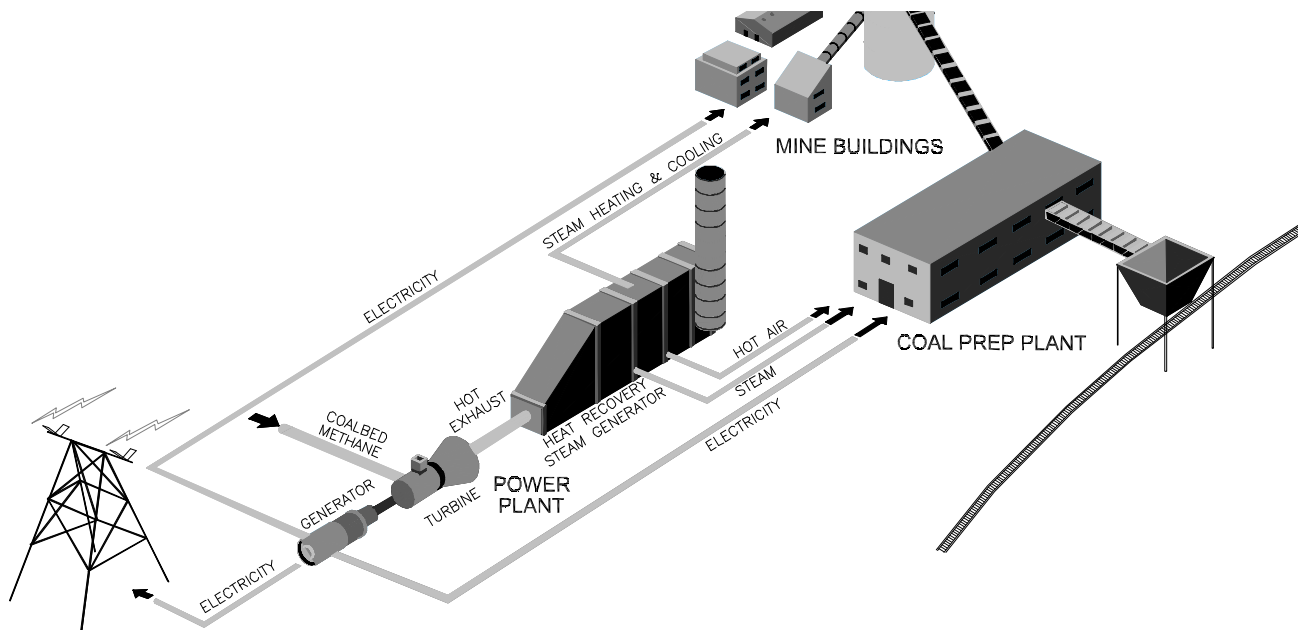 MINE BUILDINGS
STEAM HEATING & COOLING
ELECTRICITY
HOT AIR
COAL PREP PLANT
STEAM
ELECTRICITY
HOT
EXHAUST
HEAT RECOVERY
STEAM GENERATOR
COALBED
METHANE
POWER
PLANT
TURBINE
GENERATOR
ELECTRICITY